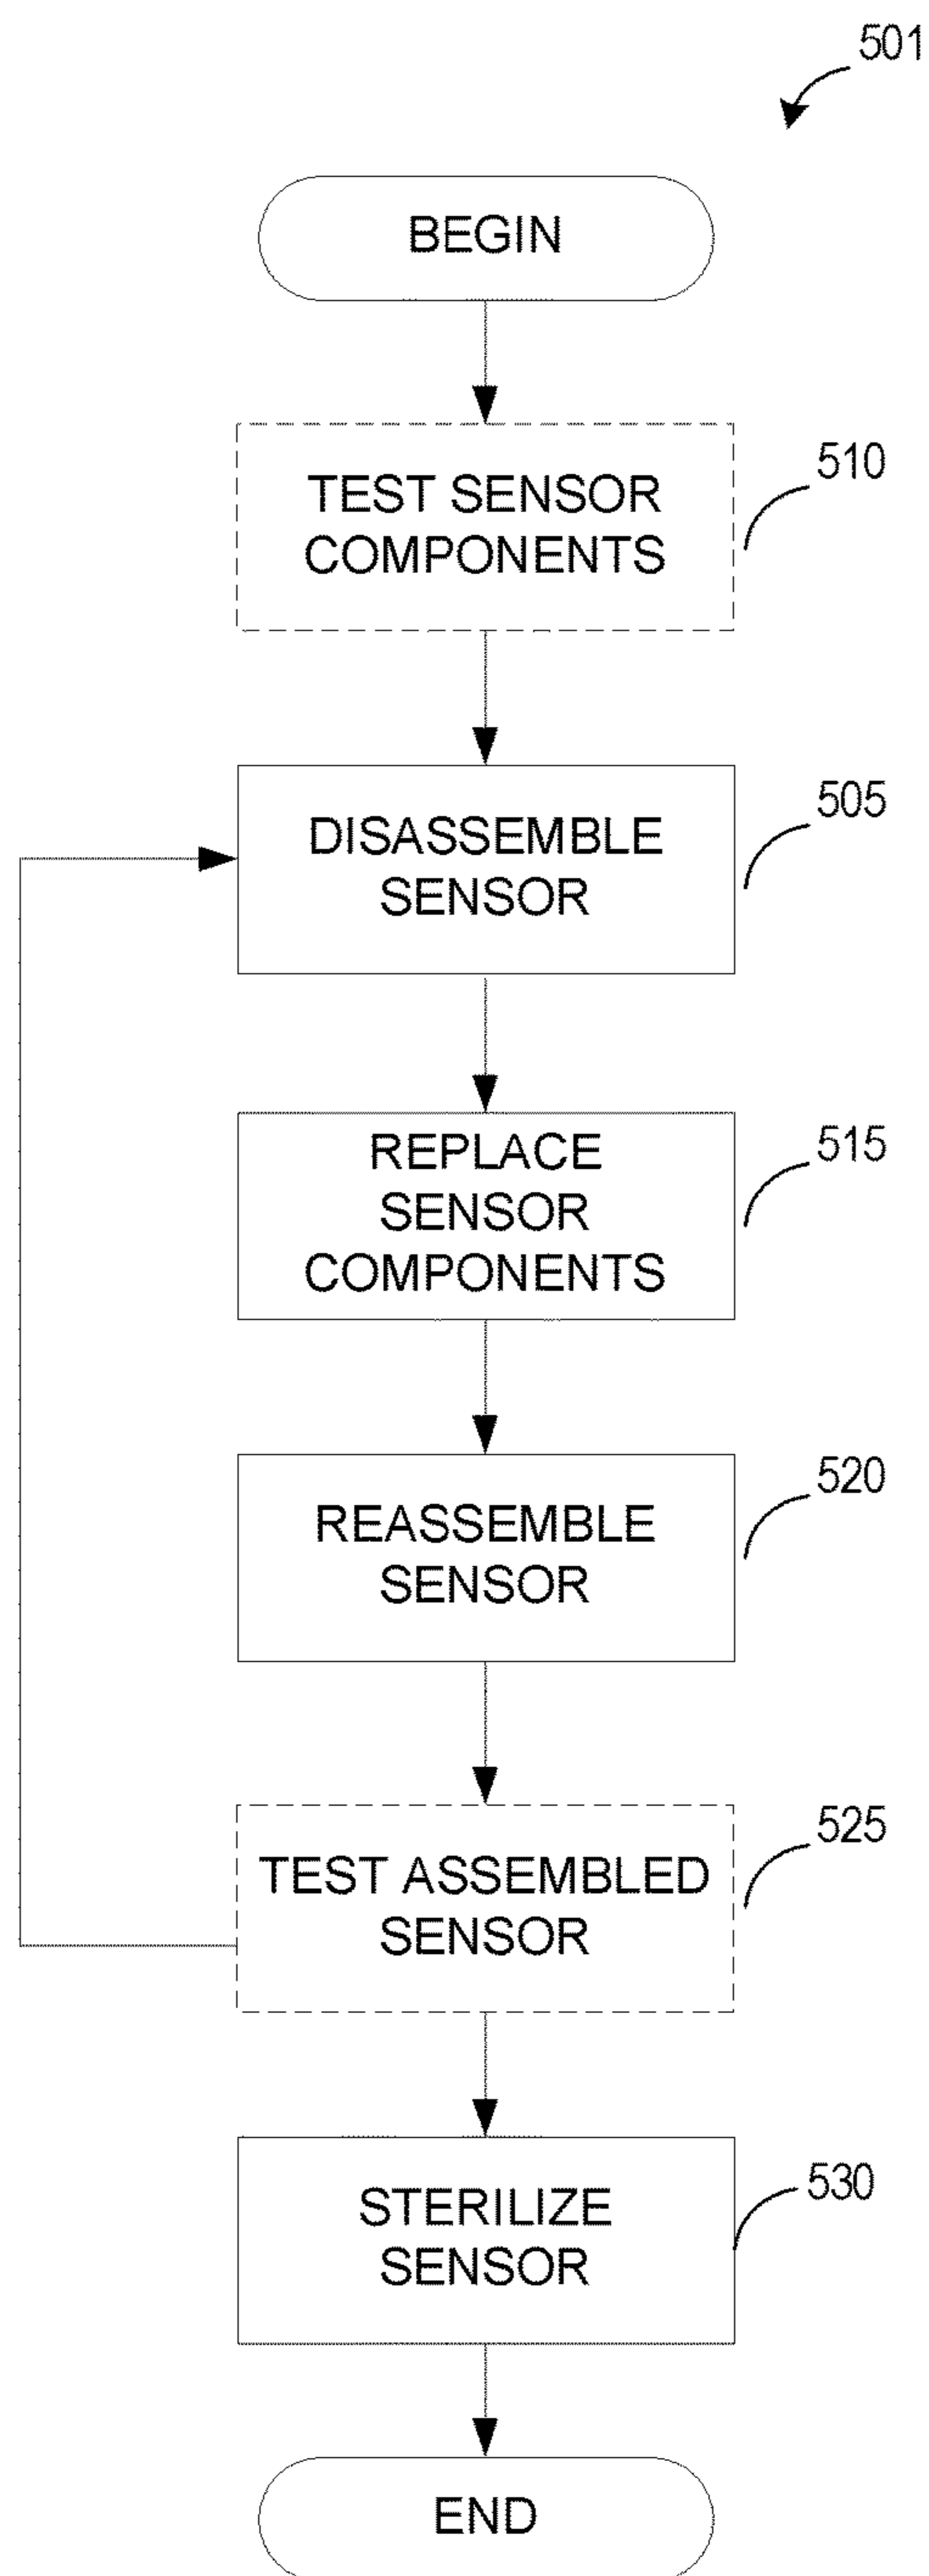 501
BEGIN
TEST SENSOR
COMPONENTS
510
DISASSEMBLE
SENSOR
505
REPLACE
SENSOR
COMPONENTS
515
REASSEMBLE
SENSOR
520
TEST ASSEMBLED
SENSOR
525
STERILIZE
SENSOR
530
END